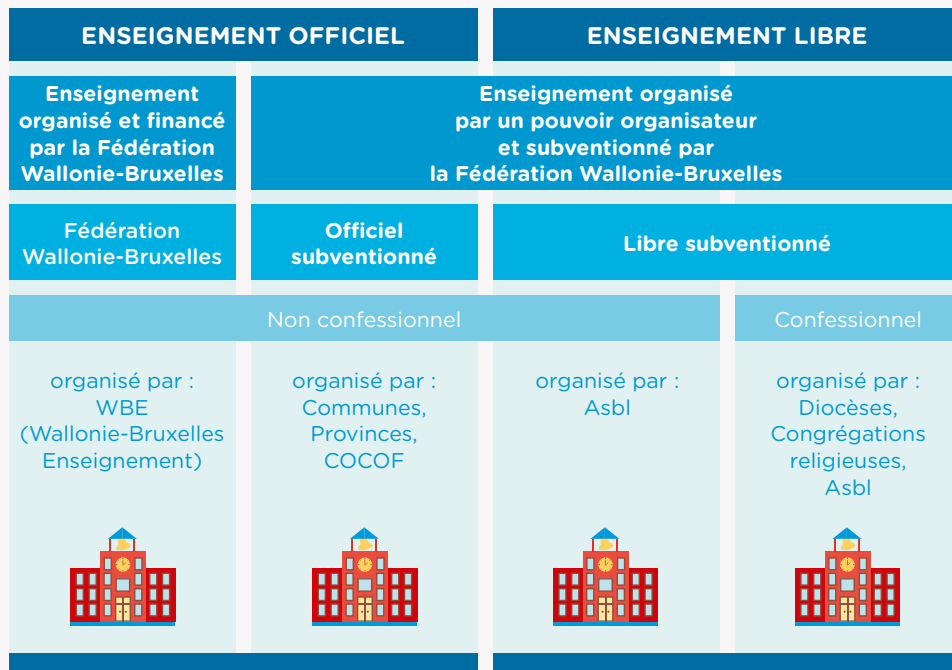 ENSEIGNEMENT OFFICIEL
ENSEIGNEMENT LIBRE
Enseignement
organisé et financé
par la Fédération
Wallonie-Bruxelles
Enseignement organisé
par un pouvoir organisateur
et subventionné par
la Fédération Wallonie-Bruxelles
Fédération
Wallonie-Bruxelles
Officiel
subventionné
Libre subventionné
Non confessionnel
Confessionnel
organisé par :
WBE
(Wallonie-Bruxelles
Enseignement)
organisé par :
Communes,
Provinces,
COCOF
organisé par :
Asbl
organisé par :
Diocèses,
Congrégations
religieuses,
Asbl